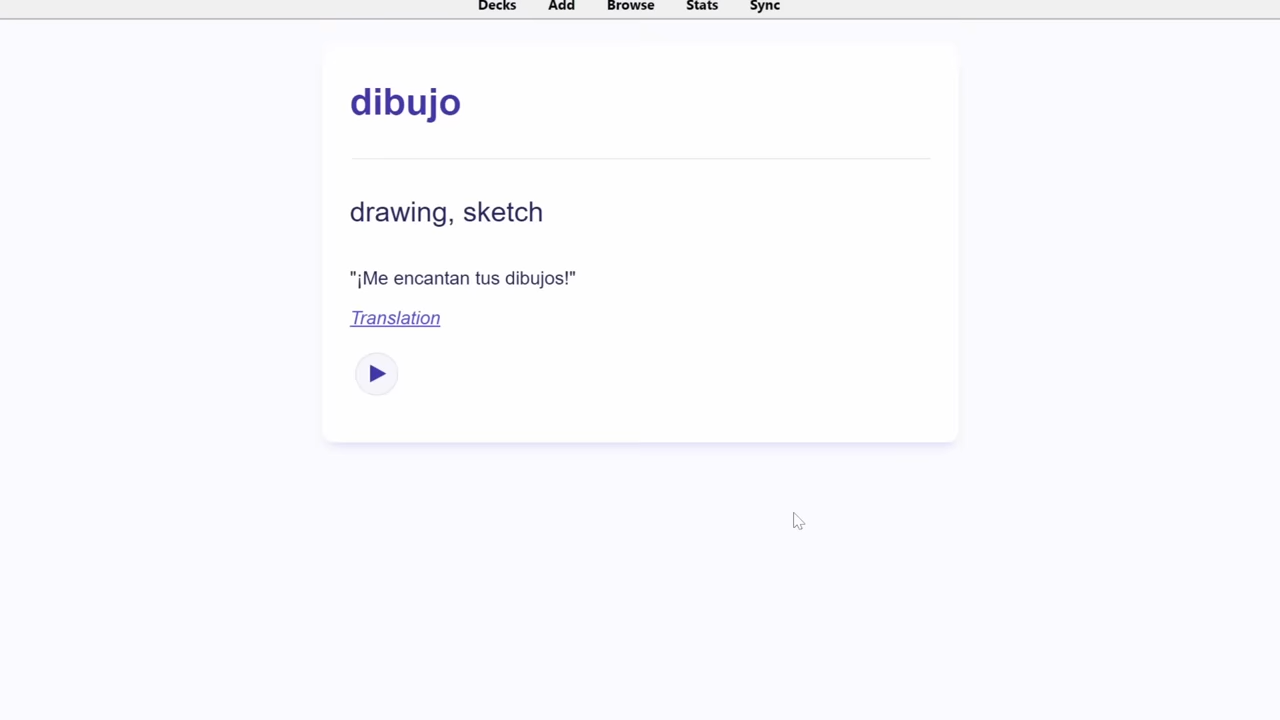 Decks Add Browse Stats Sync
dibujo
drawing, sketch
"¡Me encantan tus dibujos!"
Translation